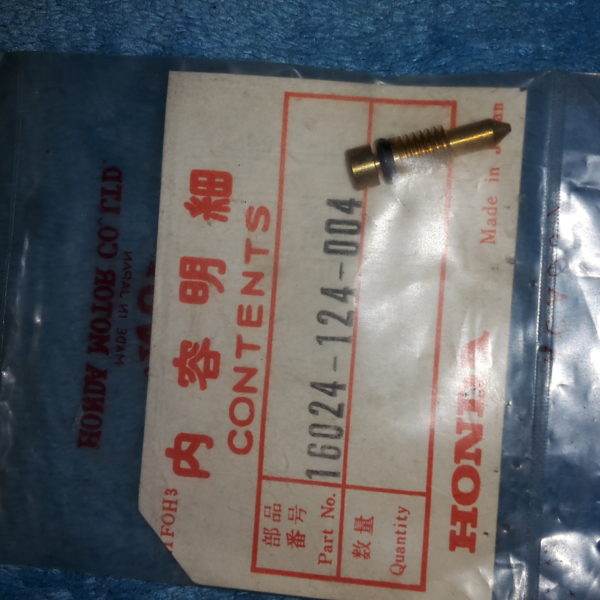 HONDA MOTOR CO. LTD
MADE IN JAPAN
内容明細
CONTENTS
部品
番号
Part No.
16024-124-004
数量
Quantity
HONDA
Made in Japan